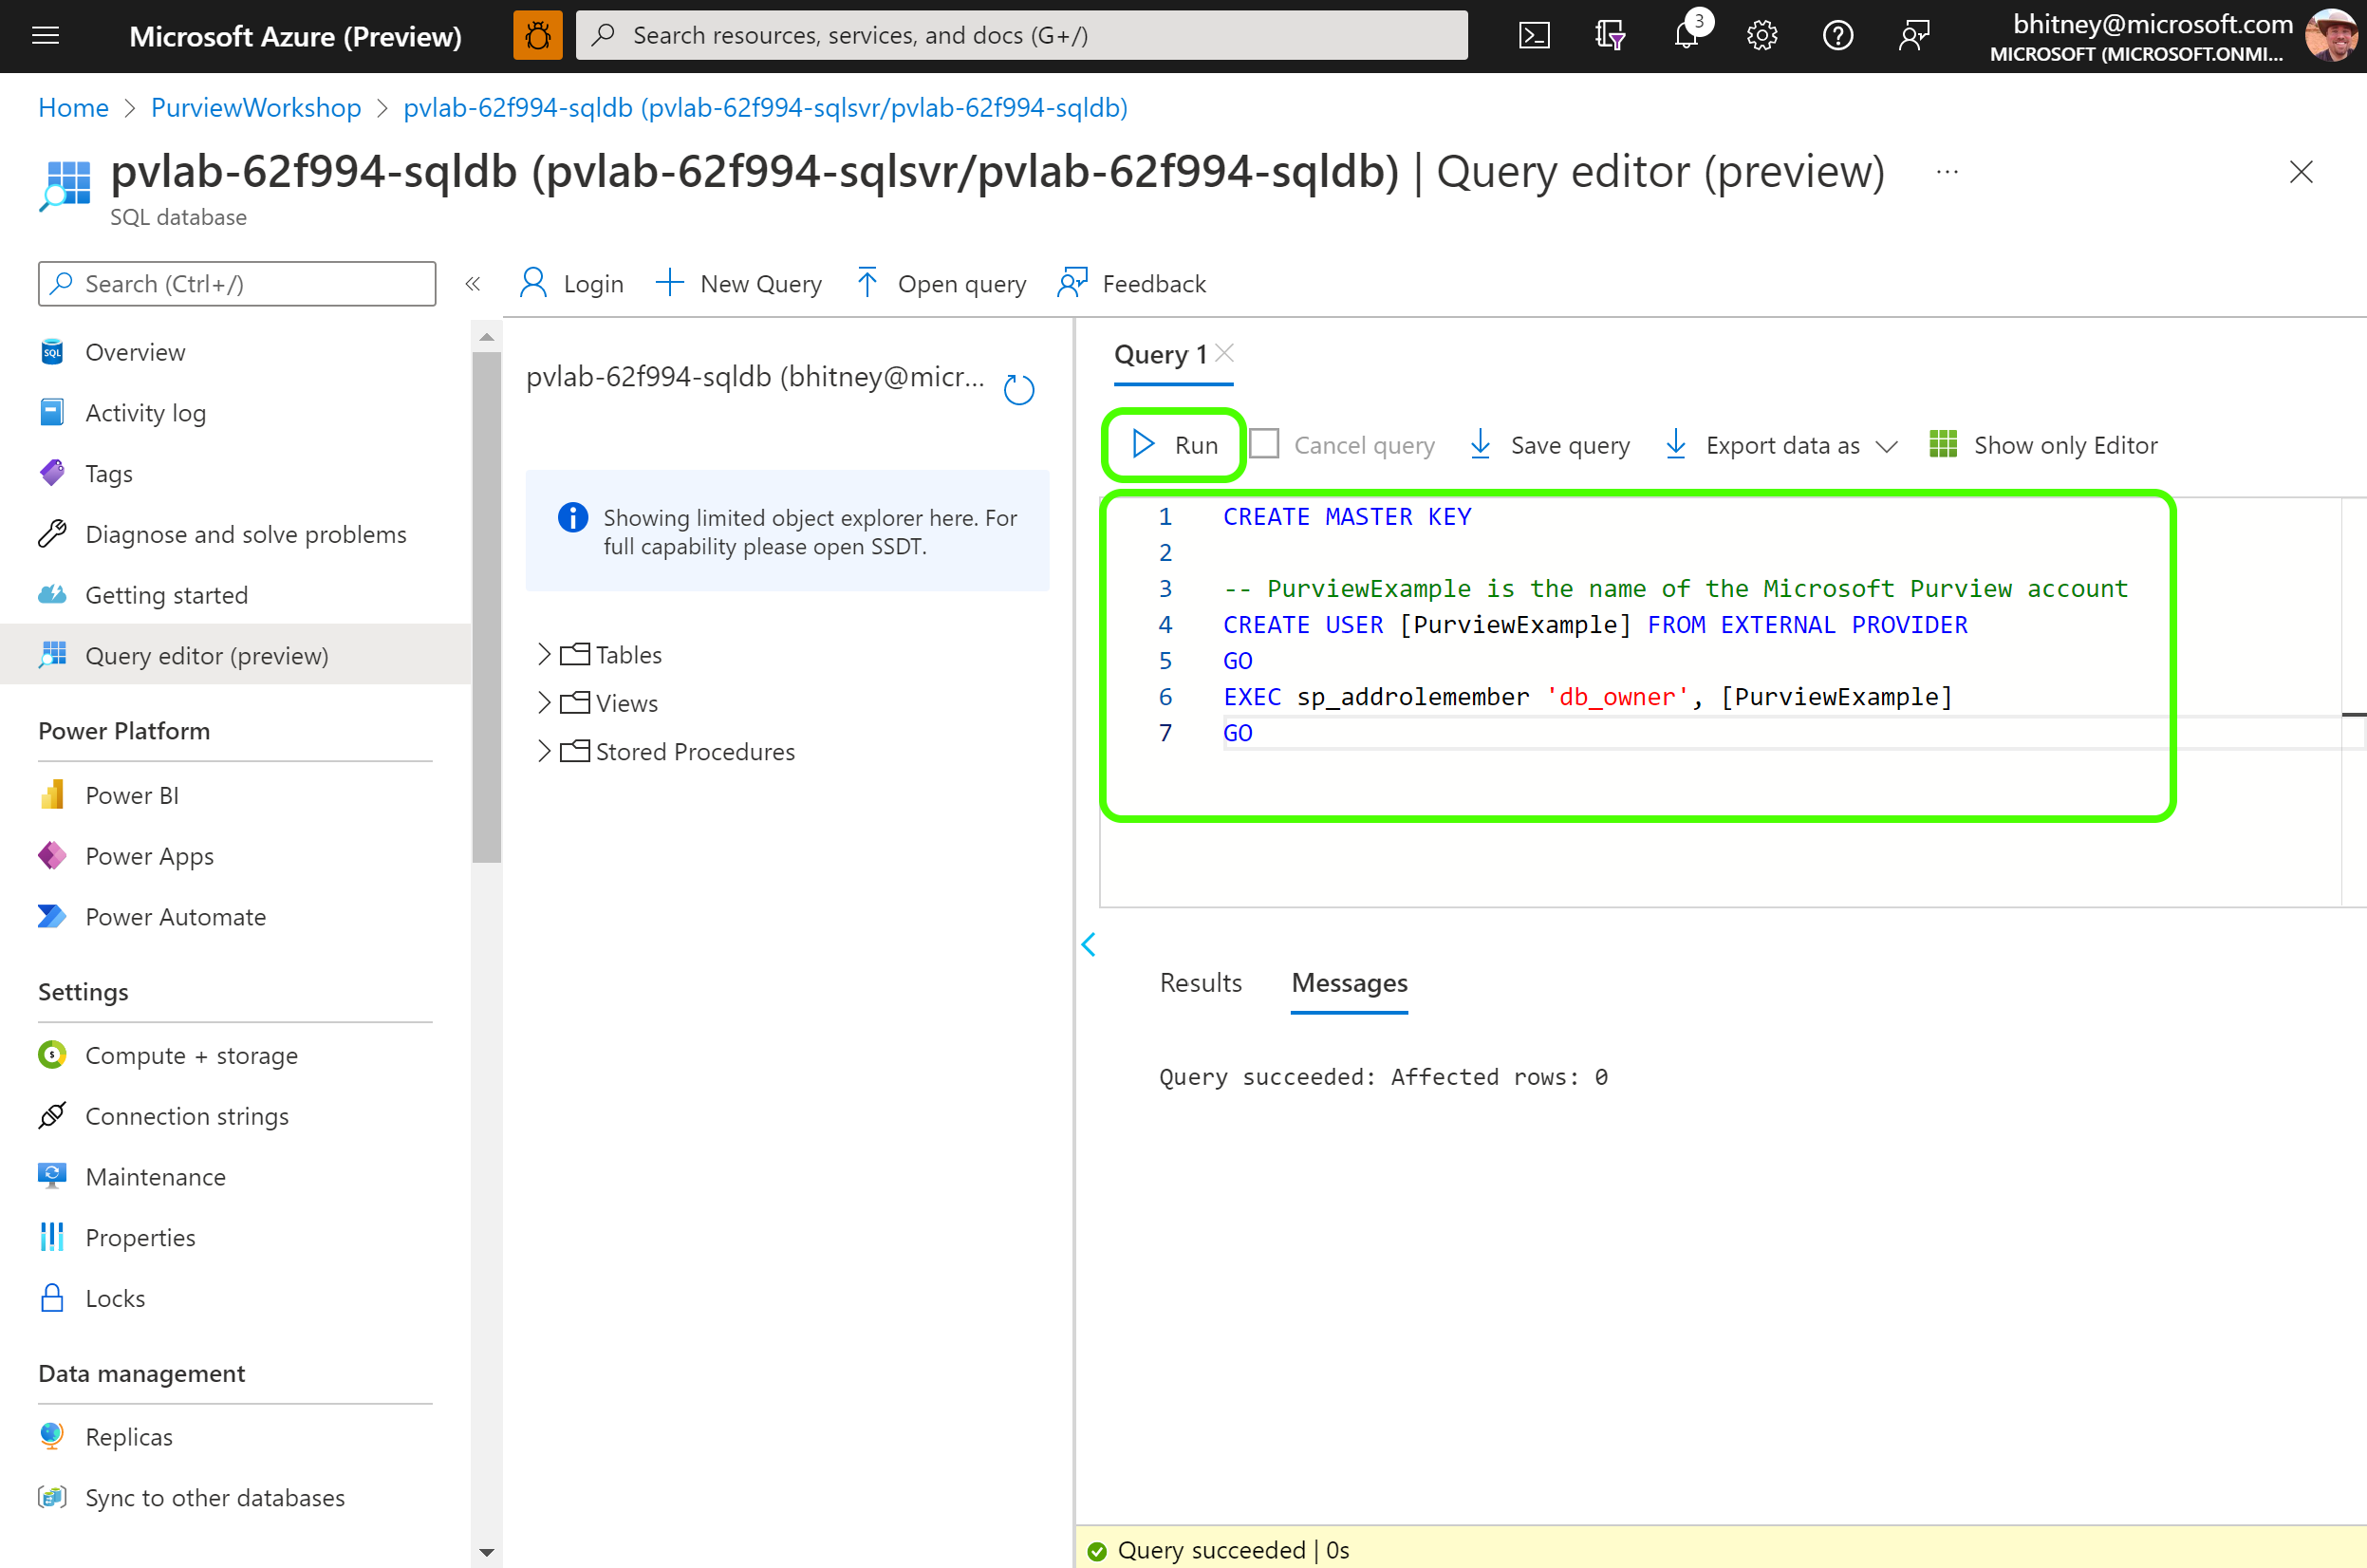 Microsoft Azure (Preview)
Search resources, services, and docs (G+/)
3
bhitney@microsoft.com
MICROSOFT (MICROSOFT.ONMI...
Home > PurviewWorkshop > pvlab-62f994-sqldb (pvlab-62f994-sqlsvr/pvlab-62f994-sqldb)
pvlab-62f994-sqldb (pvlab-62f994-sqlsvr/pvlab-62f994-sqldb) | Query editor (preview) ...
SQL database
Search (Ctrl+/)
«
Login
New Query
Open query
Feedback
SQL
Overview
Activity log
Tags
Diagnose and solve problems
Getting started
Query editor (preview)
Power Platform
Power BI
Power Apps
Power Automate
Settings
Compute + storage
Connection strings
Maintenance
Properties
Locks
Data management
Replicas
Sync to other databases
pvlab-62f994-sqldb (bhitney@micr...
Showing limited object explorer here. For
full capability please open SSDT.
Tables
Views
Stored Procedures
Query 1
Run
Cancel query
Save query
Export data as
Show only Editor
1 CREATE MASTER KEY
2
3 -- PurviewExample is the name of the Microsoft Purview account
4 CREATE USER [PurviewExample] FROM EXTERNAL PROVIDER
5 GO
6 EXEC sp_addrolemember 'db_owner', [PurviewExample]
7 GO
Results
Messages
Query succeeded: Affected rows: 0
Query succeeded | 0s